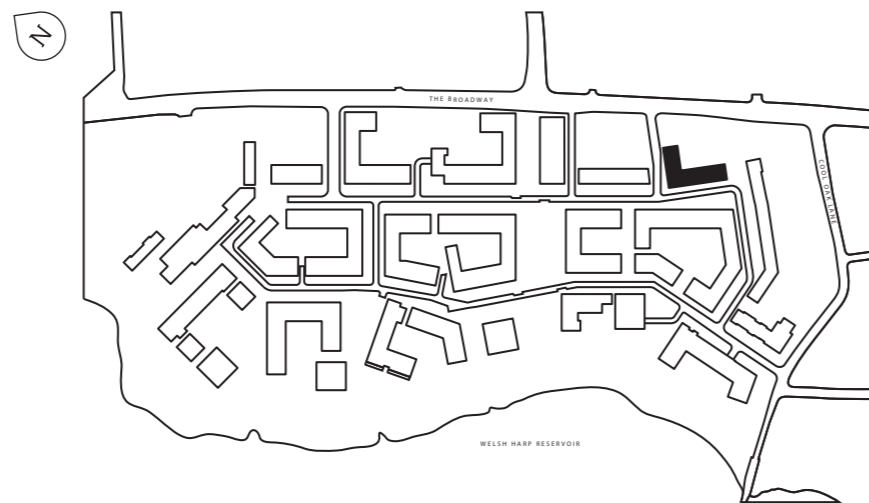 N
THE BROADWAY
COOL OAK LANE
WELSH HARP RESERVOIR